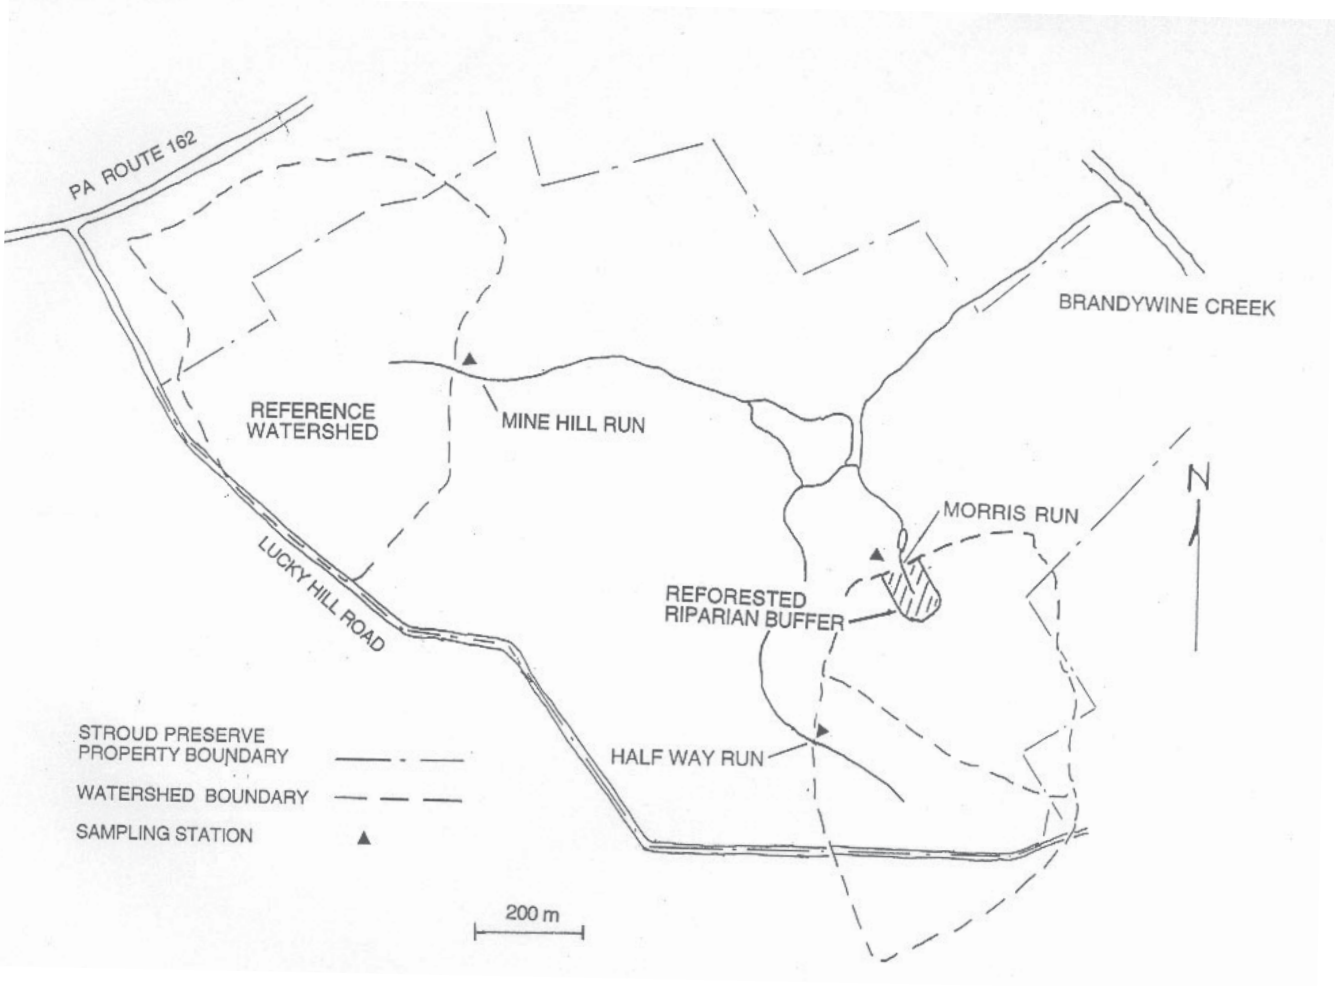 PA ROUTE 162
BRANDYWINE CREEK
REFERENCE
WATERSHED
MINE HILL RUN
N
MORRIS RUN
LUCKY HILL ROAD
REFORESTED
RIPARIAN BUFFER
HALF WAY RUN
STROUD PRESERVE
PROPERTY BOUNDARY
WATERSHED BOUNDARY
SAMPLING STATION
200 m